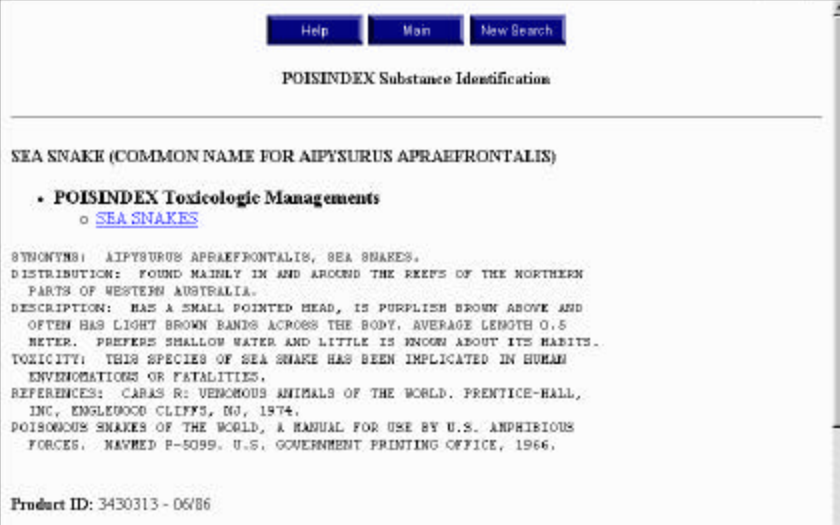 Help Main New Search
POISINDEX Substance Identification
SEA SNAKE (COMMON NAME FOR AIPYSURUS APRAEFRONTALIS)
• POISINDEX Toxicologic Managements
o SEA SNAKES
SYNONYMS: AIPYSURUS APRAEFRONTALIS, SEA SNAKES.
DISTRIBUTION: FOUND MAINLY IN AND AROUND THE REEFS OF THE NORTHERN
PARTS OF WESTERN AUSTRALIA.
DESCRIPTION: HAS A SMALL POINTED HEAD, IS PURPLISH BROWN ABOVE AND
OFTEN HAS LIGHT BROWN BANDS ACROSS THE BODY. AVERAGE LENGTH 0.5
METER. PREFERS SHALLOW WATER AND LITTLE IS KNOWN ABOUT ITS HABITS.
TOXICITY: THIS SPECIES OF SEA SNAKE HAS BEEN IMPLICATED IN HUMAN
ENVENOMATIONS OR FATALITIES.
REFERENCES: CARAS R: VENOMOUS ANIMALS OF THE WORLD. PRENTICE-HALL,
INC, ENGLEWOOD CLIFFS, NJ, 1974.
POISONOUS SNAKES OF THE WORLD, A MANUAL FOR USE BY U.S. AMPHIBIOUS
FORCES. NAVMED P-5099. U.S. GOVERNMENT PRINTING OFFICE, 1966.
Product ID: 3430313 - 06/86